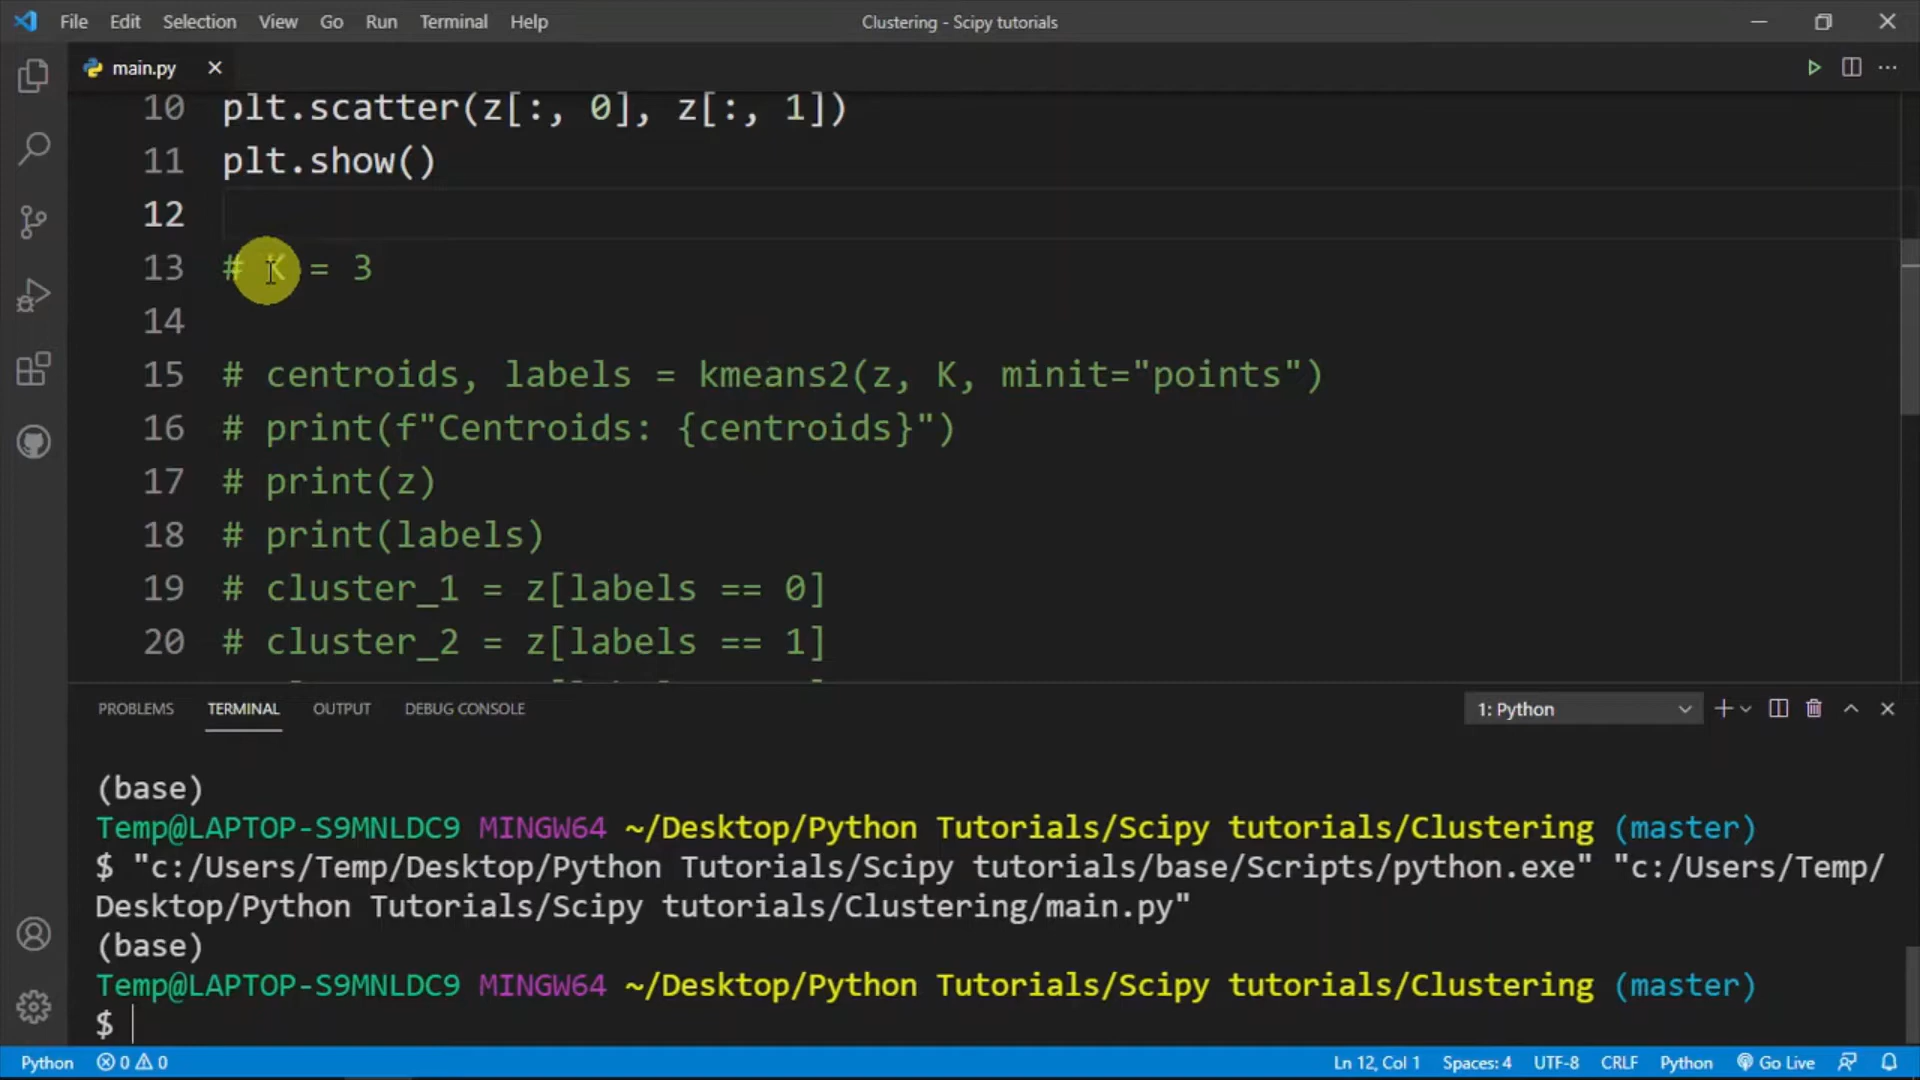 File Edit Selection View Go Run Terminal Help Clustering - Scipy tutorials
main.py
10 plt.scatter(z[:, 0], z[:, 1])
11 plt.show()
12
13 # K = 3
14
15 # centroids, labels = kmeans2(z, K, minit="points")
16 # print(f"Centroids: {centroids}")
17 # print(z)
18 # print(labels)
19 # cluster_1 = z[labels == 0]
20 # cluster_2 = z[labels == 1]
PROBLEMS TERMINAL OUTPUT DEBUG CONSOLE 1: Python
(base)
Temp@LAPTOP-S9MNLDC9 MINGW64 ~/Desktop/Python Tutorials/Scipy tutorials/Clustering (master)
$ "c:/Users/Temp/Desktop/Python Tutorials/Scipy tutorials/base/Scripts/python.exe" "c:/Users/Temp/
Desktop/Python Tutorials/Scipy tutorials/Clustering/main.py"
(base)
Temp@LAPTOP-S9MNLDC9 MINGW64 ~/Desktop/Python Tutorials/Scipy tutorials/Clustering (master)
$
Python 0 0 Ln 12, Col 1 Spaces: 4 UTF-8 CRLF Python Go Live